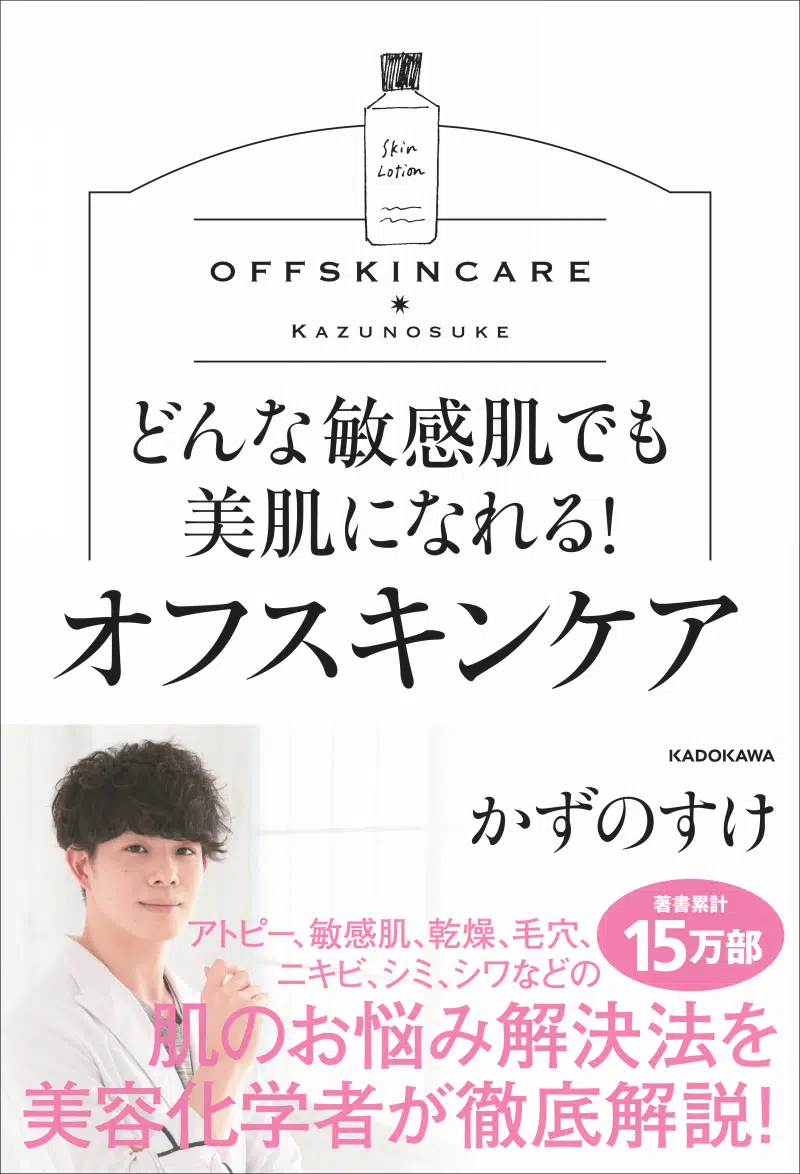 Skin
Lotion
OFFSKINCARE
KAZUNOSUKE
どんな敏感肌でも
美肌になれる!
オフスキンケア
KADOKAWA
かずのすけ
著書累計
15万部
アトピー、敏感肌、乾燥、毛穴、
ニキビ、シミ、シワなどの
肌のお悩み解決法を
美容化学者が徹底解説!